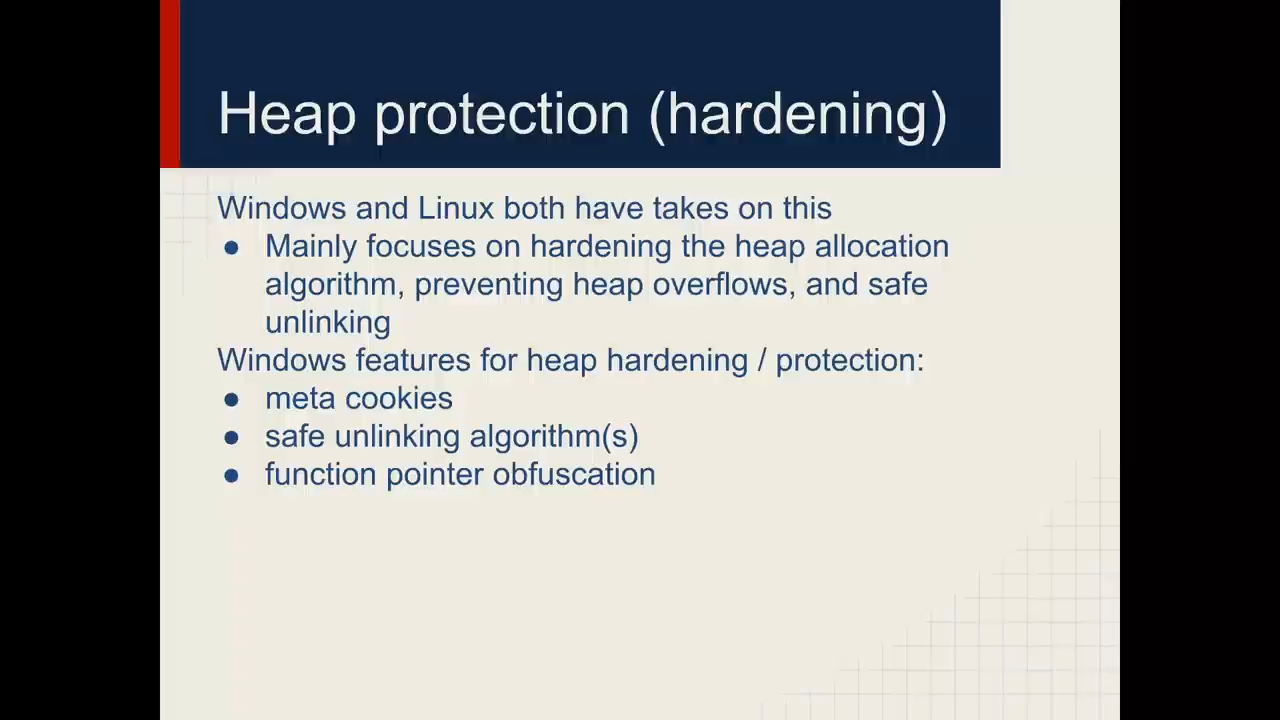 Heap protection (hardening)
Windows and Linux both have takes on this
● Mainly focuses on hardening the heap allocation
algorithm, preventing heap overflows, and safe
unlinking
Windows features for heap hardening / protection:
● meta cookies
● safe unlinking algorithm(s)
● function pointer obfuscation